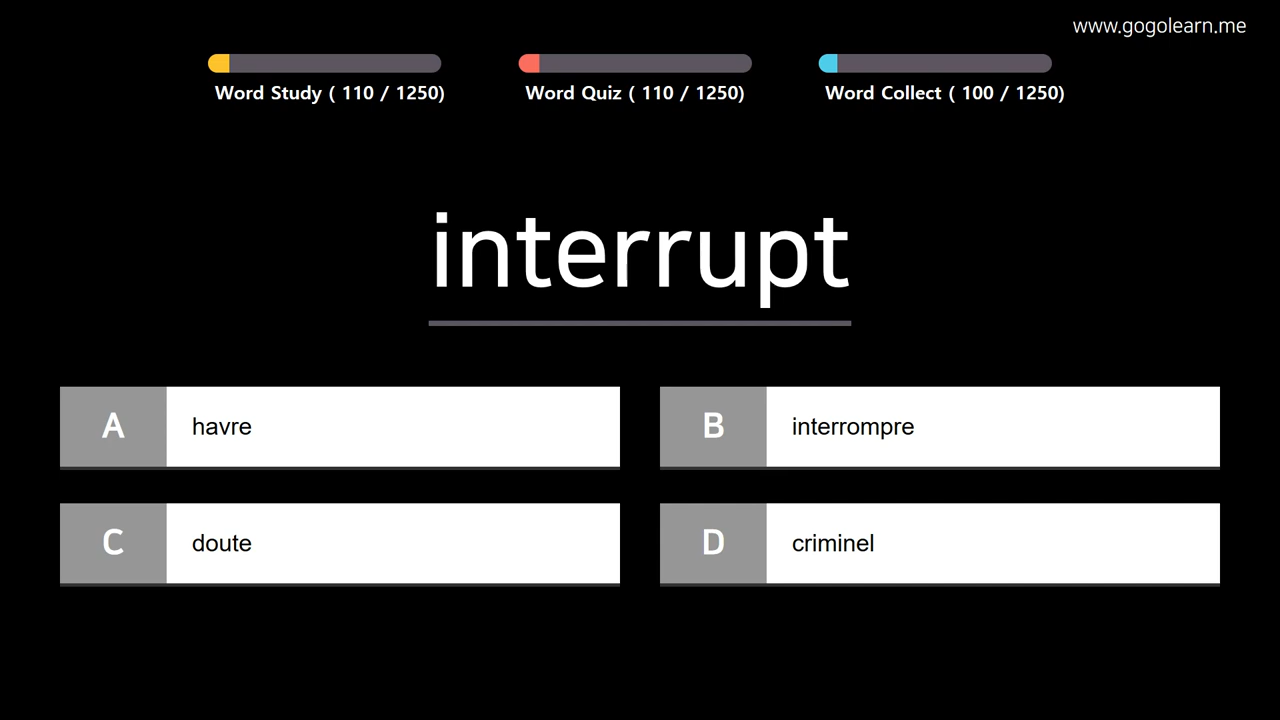 www.gogolearn.me
Word Study ( 110 / 1250)
Word Quiz ( 110 / 1250)
Word Collect ( 100 / 1250)
interrupt
A havre
B interrompre
C doute
D criminel